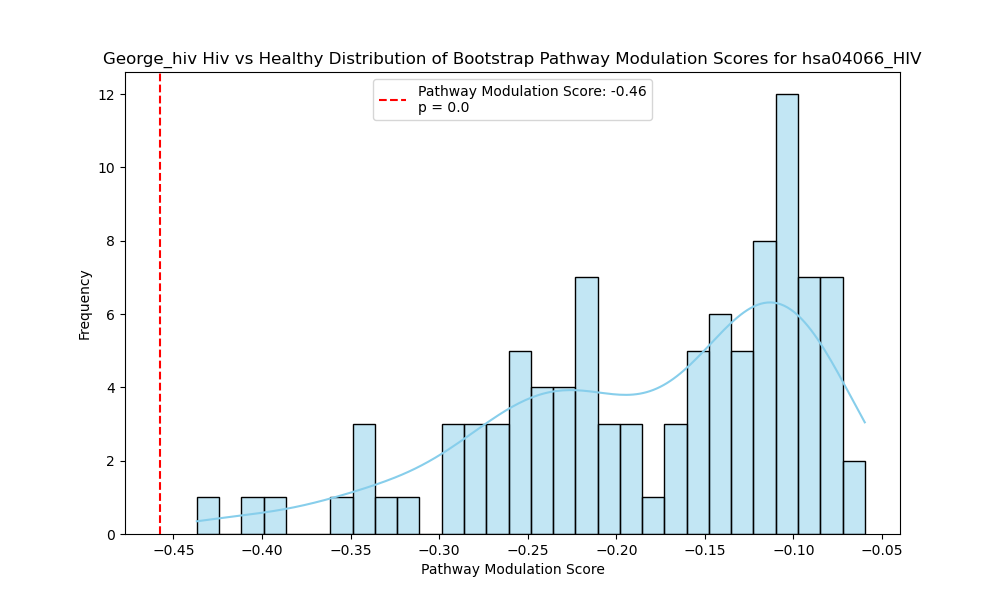 George_hiv Hiv vs Healthy Distribution of Bootstrap Pathway Modulation Scores for hsa04066_HIV
Pathway Modulation Score: -0.46
p = 0.0
12
10
8
6
4
2
0
Frequency
−0.45 −0.40 −0.35 −0.30 −0.25 −0.20 −0.15 −0.10 −0.05
Pathway Modulation Score